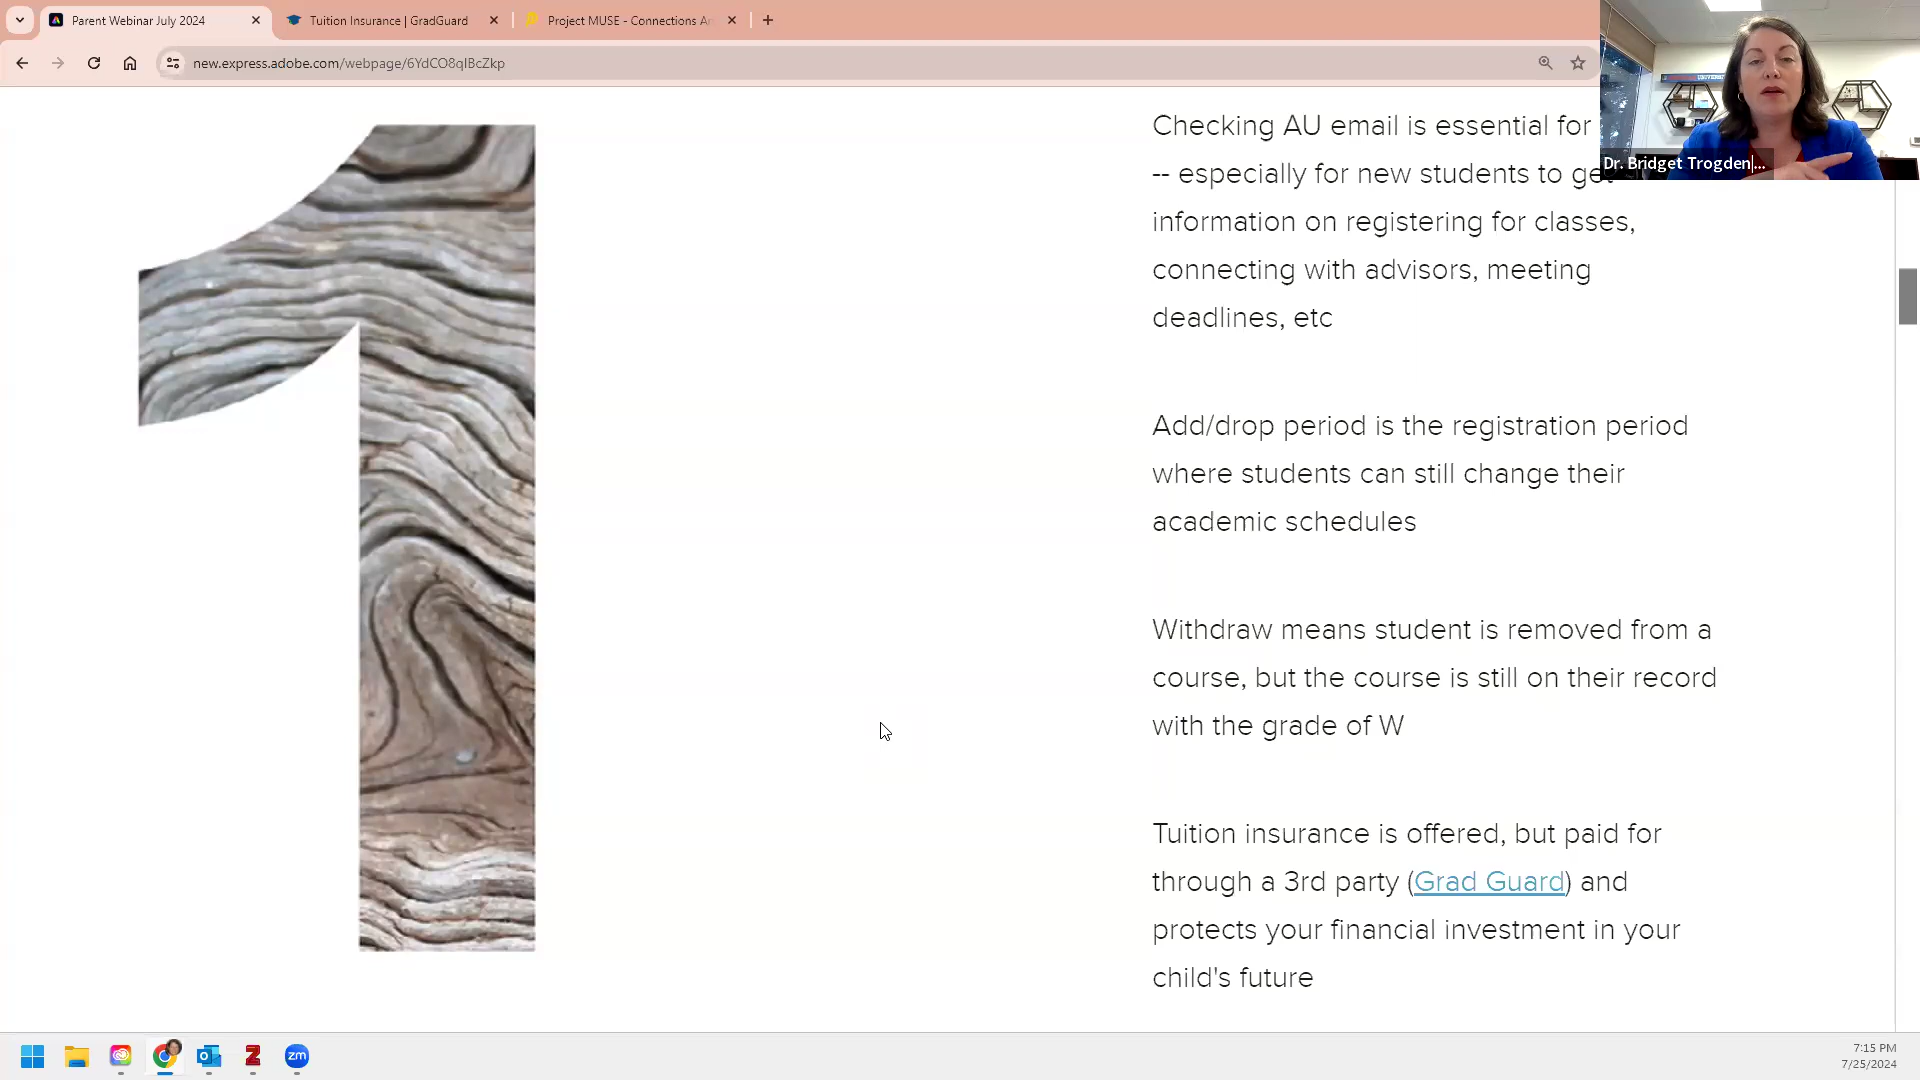 Parent Webinar July 2024
Tuition Insurance | GradGuard
Project MUSE - Connections
new.express.adobe.com/webpage/6YdCO8qIBcZkp
Dr. Bridget Trogden|...
Checking AU email is essential for
-- especially for new students to get
information on registering for classes,
connecting with advisors, meeting
deadlines, etc
Add/drop period is the registration period
where students can still change their
academic schedules
Withdraw means student is removed from a
course, but the course is still on their record
with the grade of W
Tuition insurance is offered, but paid for
through a 3rd party (Grad Guard) and
protects your financial investment in your
child's future
zm
7:15 PM
7/25/2024